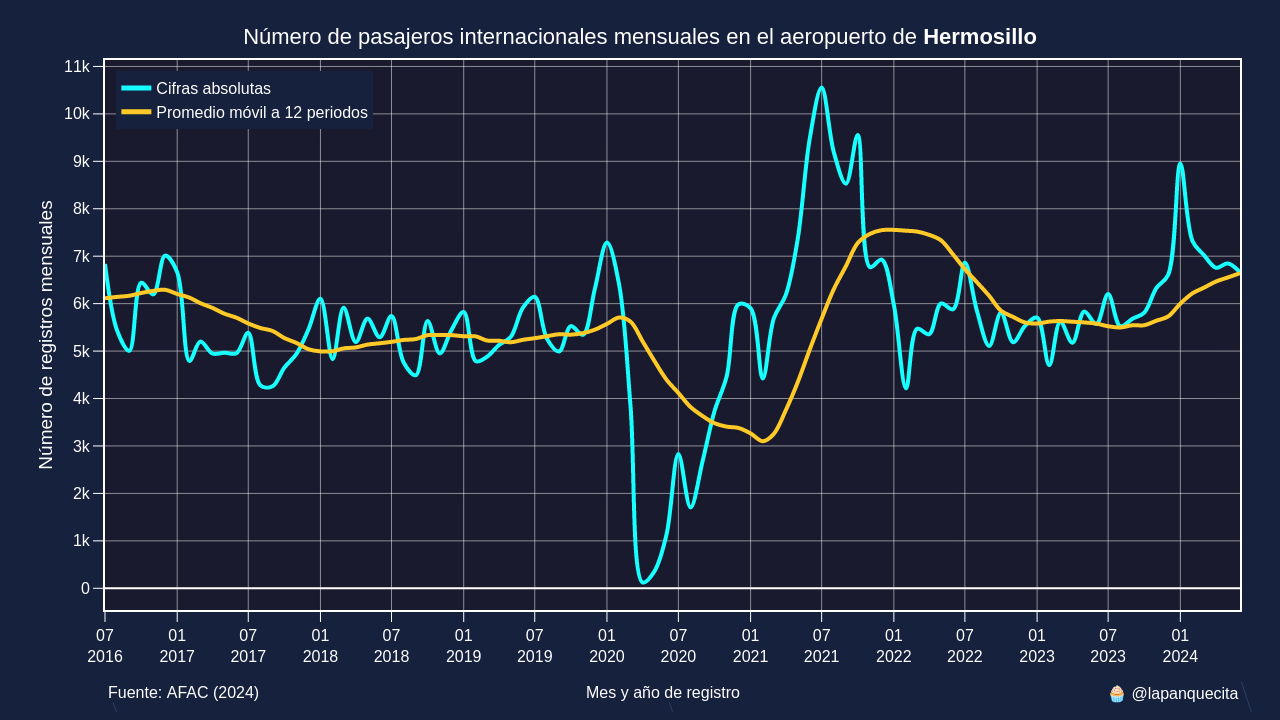 Número de pasajeros internacionales mensuales en el aeropuerto de Hermosillo
Cifras absolutas
Promedio móvil a 12 periodos
Número de registros mensuales
11k
10k
9k
8k
7k
6k
5k
4k
3k
2k
1k
0
07 01 07 01 07 01 07 01 07 01 07 01 07 01 07 01
2016 2017 2017 2018 2018 2019 2019 2020 2020 2021 2021 2022 2022 2023 2023 2024
Fuente: AFAC (2024) Mes y año de registro 🧁 @lapanquecita